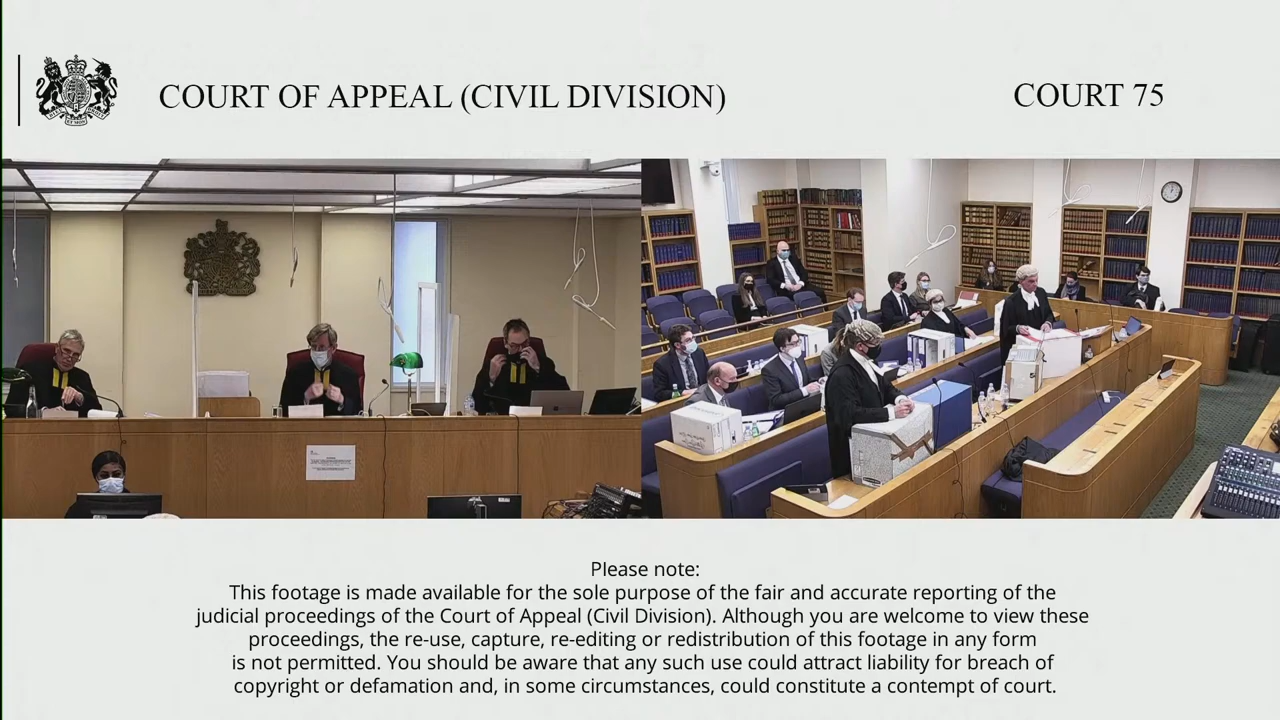 COURT OF APPEAL (CIVIL DIVISION)
COURT 75
Please note:
This footage is made available for the sole purpose of the fair and accurate reporting of the
judicial proceedings of the Court of Appeal (Civil Division). Although you are welcome to view these
proceedings, the re-use, capture, re-editing or redistribution of this footage in any form
is not permitted. You should be aware that any such use could attract liability for breach of
copyright or defamation and, in some circumstances, could constitute a contempt of court.